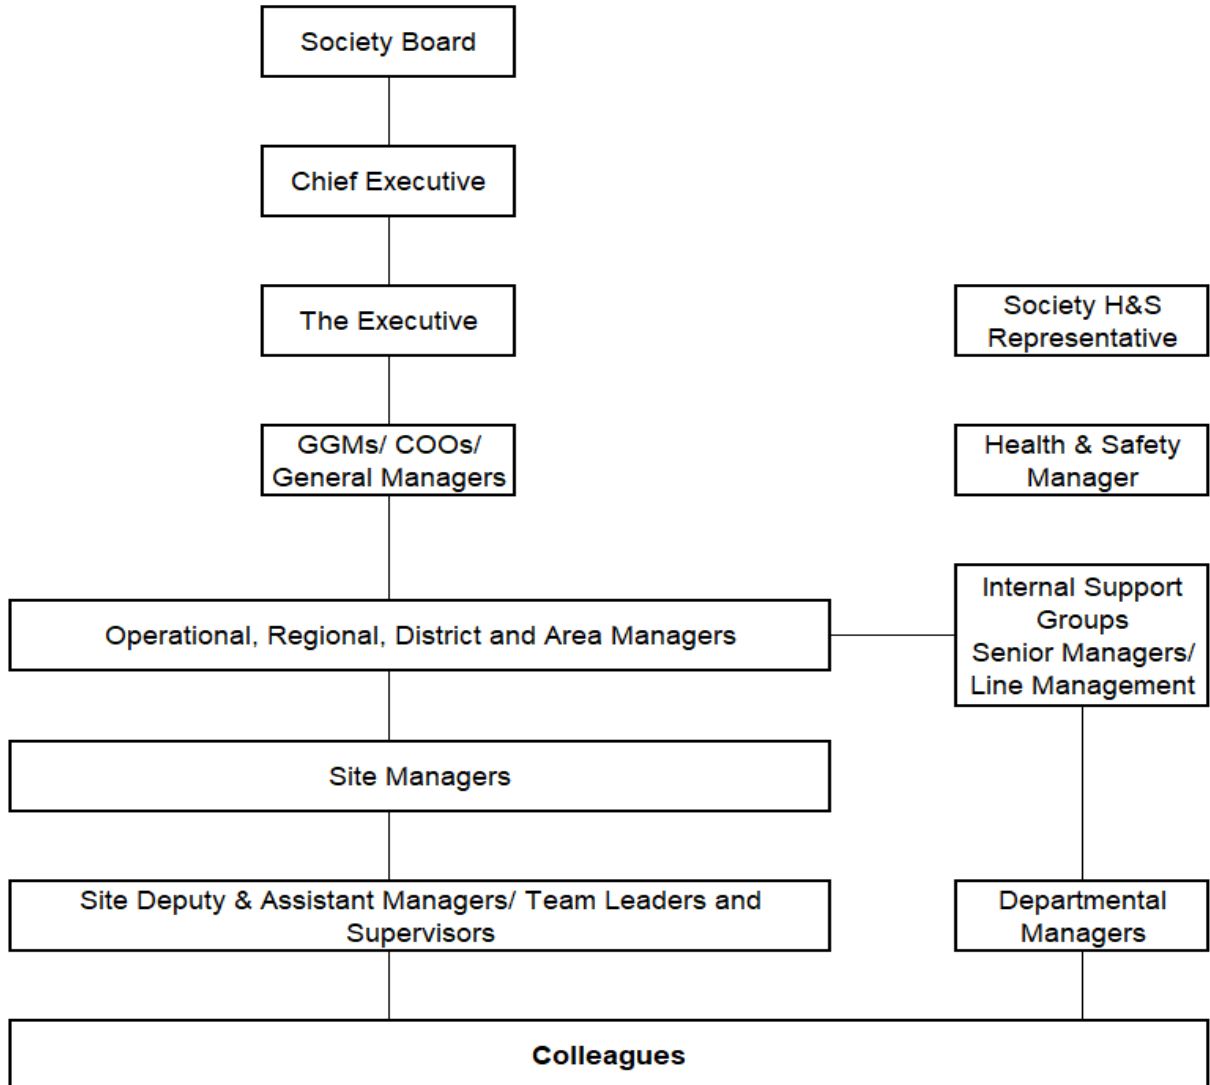 Society Board
Chief Executive
The Executive
Society H&S
Representative
GGMs/ COOs/
General Managers
Health & Safety
Manager
Operational, Regional, District and Area Managers
Internal Support
Groups
Senior Managers/
Line Management
Site Managers
Site Deputy & Assistant Managers/ Team Leaders and
Supervisors
Departmental
Managers
Colleagues